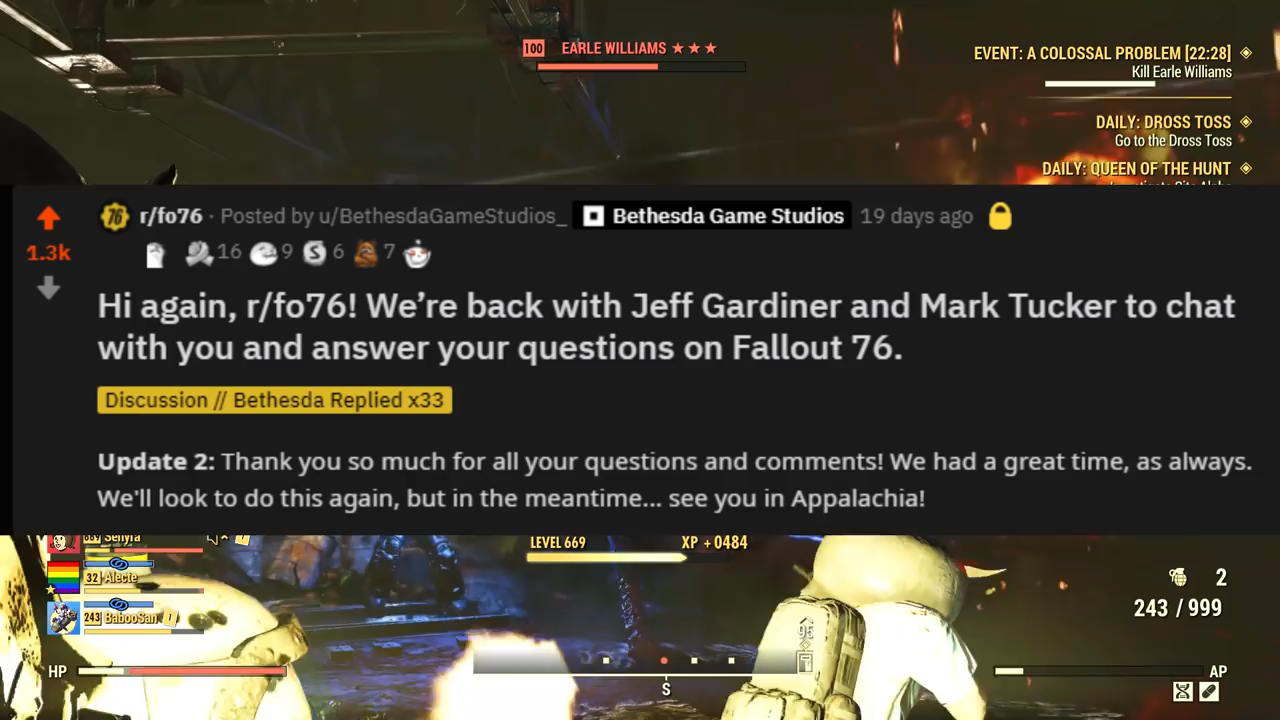 100 EARLE WILLIAMS ★ ★ ★
EVENT: A COLOSSAL PROBLEM [22:28]
Kill Earle Williams
DAILY: DROSS TOSS
Go to the Dross Toss
DAILY: QUEEN OF THE HUNT
76 r/fo76 · Posted by u/BethesdaGameStudios_ Bethesda Game Studios 19 days ago
1.3k
16 9 S 6 7
Hi again, r/fo76! We’re back with Jeff Gardiner and Mark Tucker to chat
with you and answer your questions on Fallout 76.
Discussion // Bethesda Replied x33
Update 2: Thank you so much for all your questions and comments! We had a great time, as always.
We'll look to do this again, but in the meantime... see you in Appalachia!
Senyra
LEVEL 669 XP +0484
32 Alecte
243 BabooSan
2
243 / 999
95
HP
AP
S